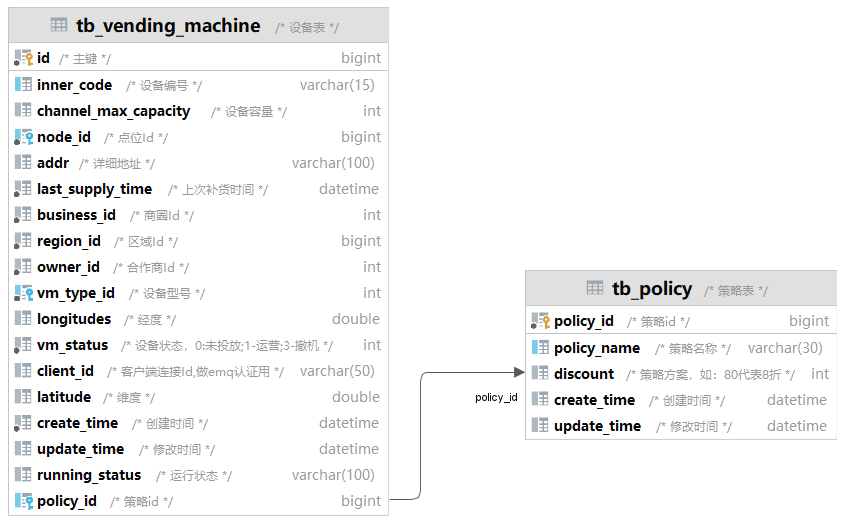 tb_vending_machine /* 设备表 */
id /* 主键 */ bigint
inner_code /* 设备编号 */ varchar(15)
channel_max_capacity /* 设备容量 */ int
node_id /* 点位Id */ bigint
addr /* 详细地址 */ varchar(100)
last_supply_time /* 上次补货时间 */ datetime
business_id /* 商圈Id */ int
region_id /* 区域Id */ bigint
owner_id /* 合作商Id */ int
vm_type_id /* 设备型号 */ int
longitudes /* 经度 */ double
vm_status /* 设备状态，0:未投放;1-运营;3-撤机 */ int
client_id /* 客户端连接Id,做emq认证用 */ varchar(50)
latitude /* 维度 */ double
create_time /* 创建时间 */ datetime
update_time /* 修改时间 */ datetime
running_status /* 运行状态 */ varchar(100)
policy_id /* 策略id */ bigint
policy_id
tb_policy /* 策略表 */
policy_id /* 策略id */ bigint
policy_name /* 策略名称 */ varchar(30)
discount /* 策略方案，如：80代表8折 */ int
create_time /* 创建时间 */ datetime
update_time /* 修改时间 */ datetime